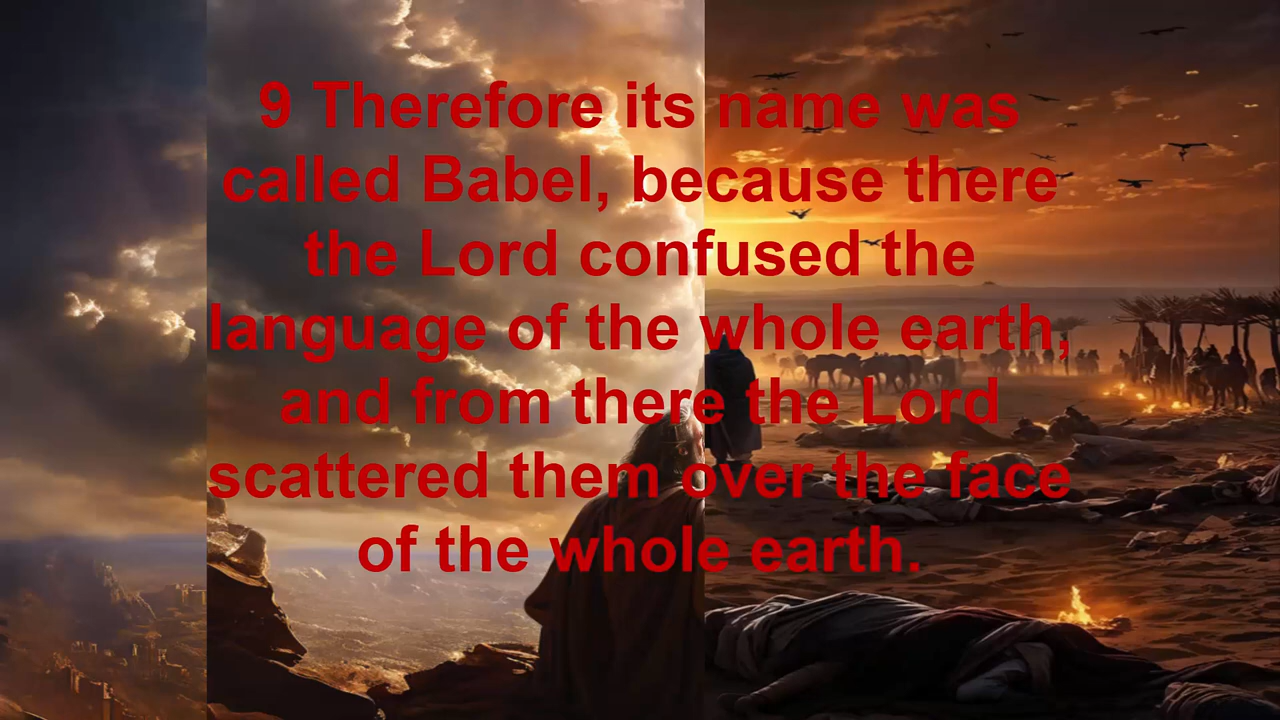 9 Therefore its name was
called Babel, because there
the Lord confused the
language of the whole earth,
and from there the Lord
scattered them over the face
of the whole earth.